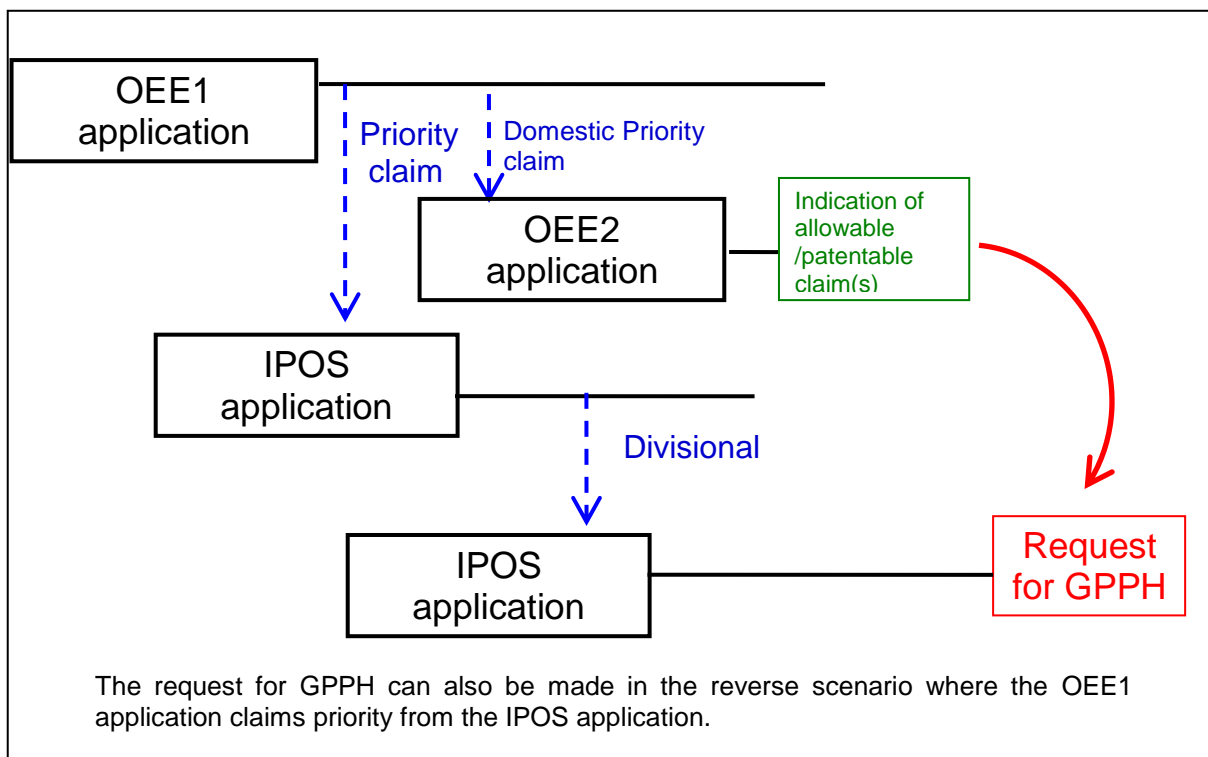 OEE1
application
Priority
claim
Domestic Priority
claim
OEE2
application
Indication of
allowable
/patentable
claim(s)
IPOS
application
Divisional
IPOS
application
Request
for GPPH
The request for GPPH can also be made in the reverse scenario where the OEE1
application claims priority from the IPOS application.